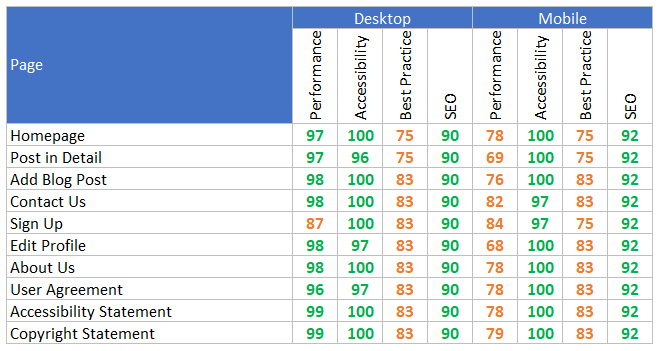 Desktop Mobile
Page Performance Accessibility Best Practice SEO Performance Accessibility Best Practice SEO
Homepage 97 100 75 90 78 100 75 92
Post in Detail 97 96 75 90 69 100 75 92
Add Blog Post 98 100 83 90 76 100 83 92
Contact Us 98 100 83 90 82 97 83 92
Sign Up 87 100 83 90 84 97 75 92
Edit Profile 98 97 83 90 68 100 83 92
About Us 98 100 83 90 78 100 83 92
User Agreement 96 97 83 90 78 100 83 92
Accessibility Statement 99 100 83 90 78 100 83 92
Copyright Statement 99 100 83 90 79 100 83 92